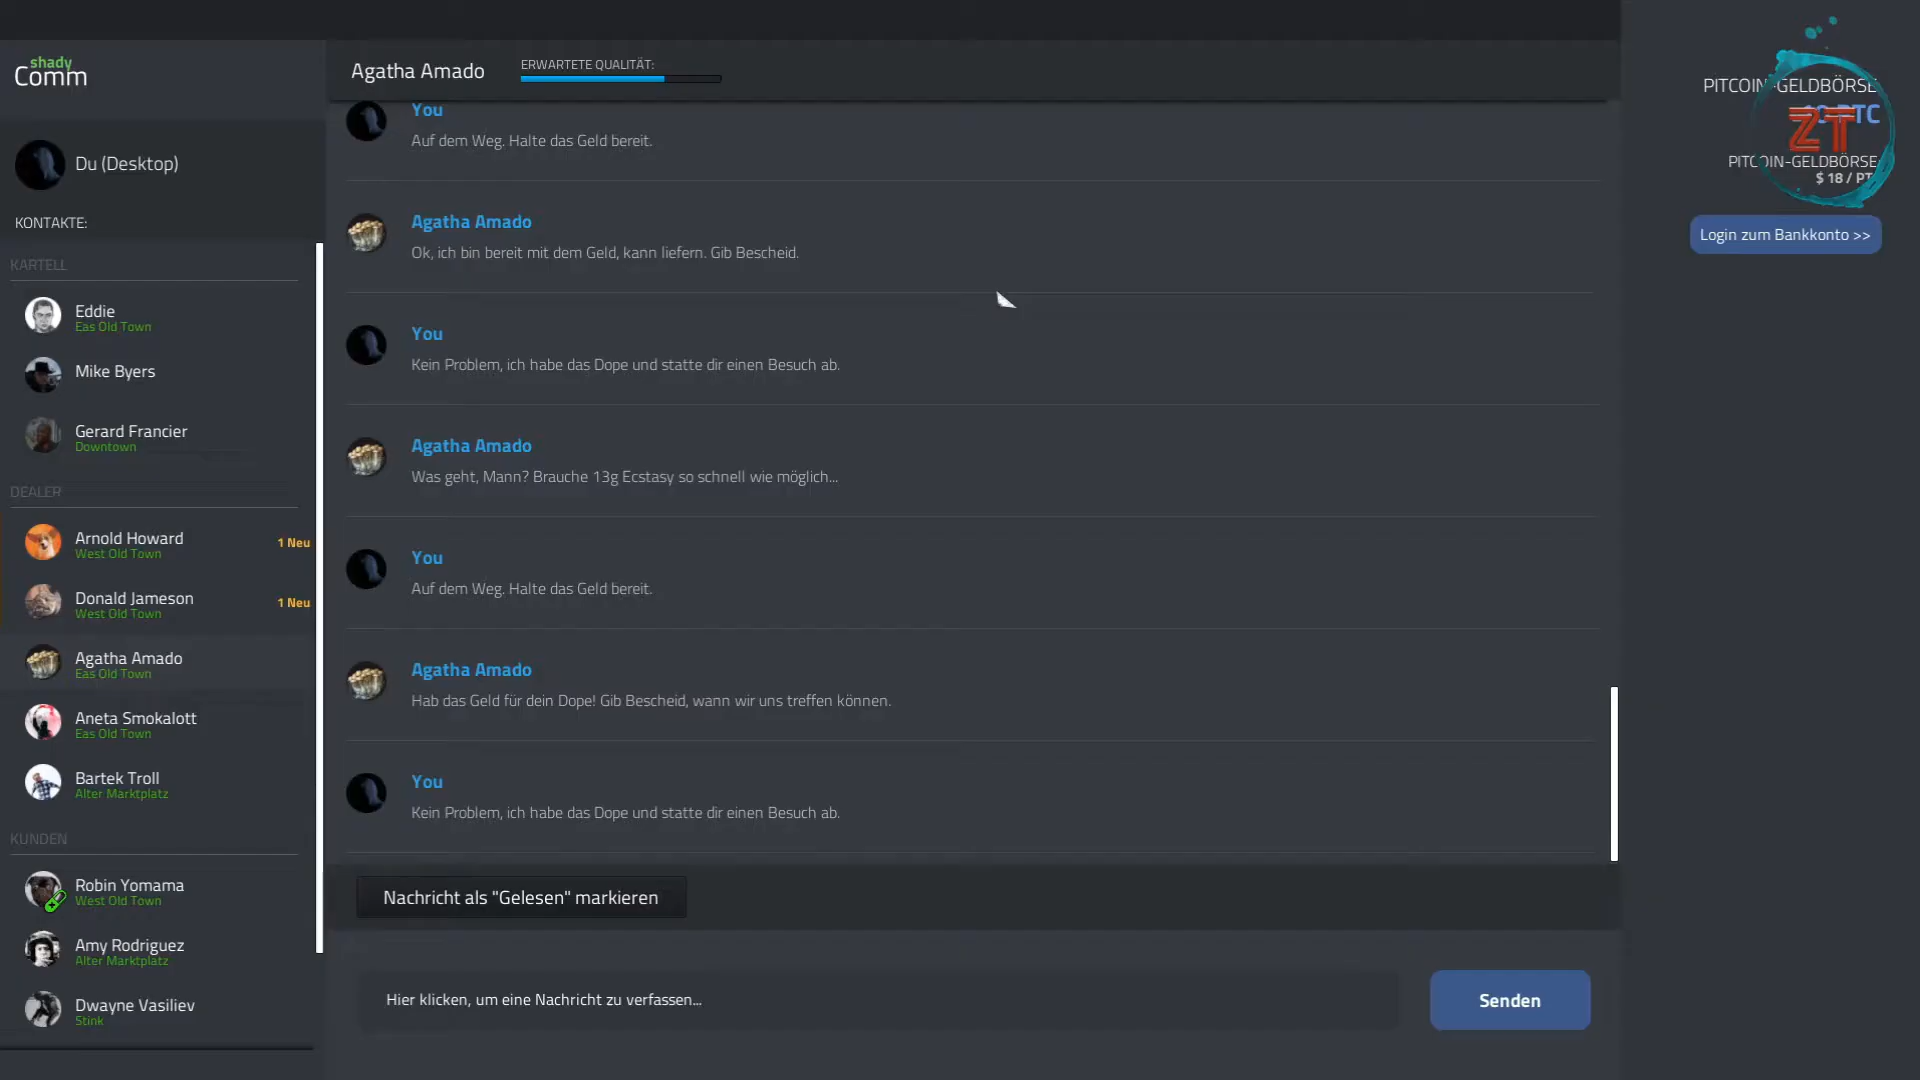 shady
Comm
Du (Desktop)
KONTAKTE:
KARTELL
Eddie
Eas Old Town
Mike Byers
Gerard Francier
Downtown
DEALER
Arnold Howard
West Old Town
1 Neu
Donald Jameson
West Old Town
1 Neu
Agatha Amado
Eas Old Town
Aneta Smokalott
Eas Old Town
Bartek Troll
Alter Marktplatz
KUNDEN
Robin Yomama
West Old Town
Amy Rodriguez
Alter Marktplatz
Dwayne Vasiliev
Stink
Agatha Amado
ERWARTETE QUALITÄT:
You
Auf dem Weg. Halte das Geld bereit.
Agatha Amado
Ok, ich bin bereit mit dem Geld, kann liefern. Gib Bescheid.
You
Kein Problem, ich habe das Dope und statte dir einen Besuch ab.
Agatha Amado
Was geht, Mann? Brauche 13g Ecstasy so schnell wie möglich...
You
Auf dem Weg. Halte das Geld bereit.
Agatha Amado
Hab das Geld für dein Dope! Gib Bescheid, wann wir uns treffen können.
You
Kein Problem, ich habe das Dope und statte dir einen Besuch ab.
Nachricht als "Gelesen" markieren
Hier klicken, um eine Nachricht zu verfassen...
Senden
PITCOIN-GELDBÖRSE
PTC
ZT
PITCOIN-GELDBÖRSE
$ 18 / PT
Login zum Bankkonto >>